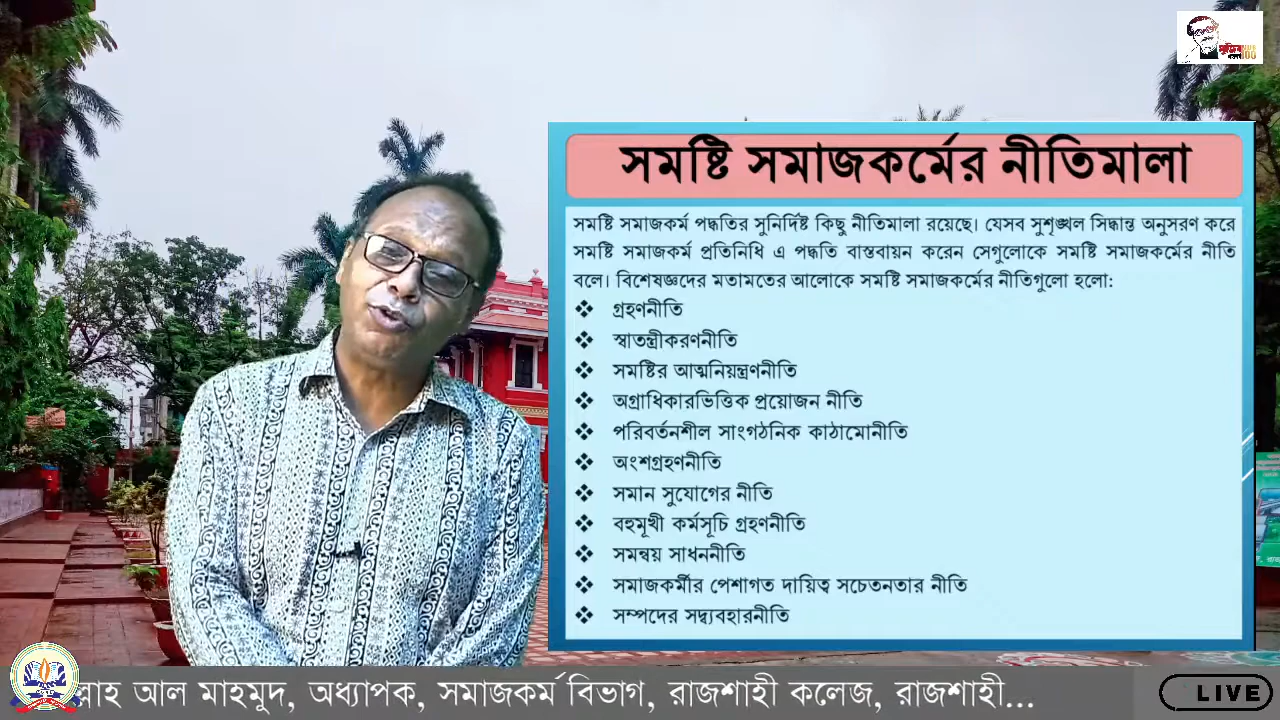 সমষ্টি সমাজকর্মের নীতিমালা
সমষ্টি সমাজকর্ম পদ্ধতির সুনির্দিষ্ট কিছু নীতিমালা রয়েছে। যেসব সুশৃঙ্খল সিদ্ধান্ত অনুসরণ করে
সমষ্টি সমাজকর্ম প্রতিনিধি এ পদ্ধতি বাস্তবায়ন করেন সেগুলোকে সমষ্টি সমাজকর্মের নীতি
বলে। বিশেষজ্ঞদের মতামতের আলোকে সমষ্টি সমাজকর্মের নীতিগুলো হলো:
❖ গ্রহণনীতি
❖ স্বাতন্ত্রীকরণনীতি
❖ সমষ্টির আত্মনিয়ন্ত্রণনীতি
❖ অগ্রাধিকারভিত্তিক প্রয়োজন নীতি
❖ পরিবর্তনশীল সাংগঠনিক কাঠামোনীতি
❖ অংশগ্রহণনীতি
❖ সমান সুযোগের নীতি
❖ বহুমূখী কর্মসূচি গ্রহণনীতি
❖ সমন্বয় সাধননীতি
❖ সমাজকর্মীর পেশাগত দায়িত্ব সচেতনতার নীতি
❖ সম্পদের সদ্ব্যবহারনীতি
ল্লাহ আল মাহমুদ, অধ্যাপক, সমাজকর্ম বিভাগ, রাজশাহী কলেজ, রাজশাহী...
LIVE